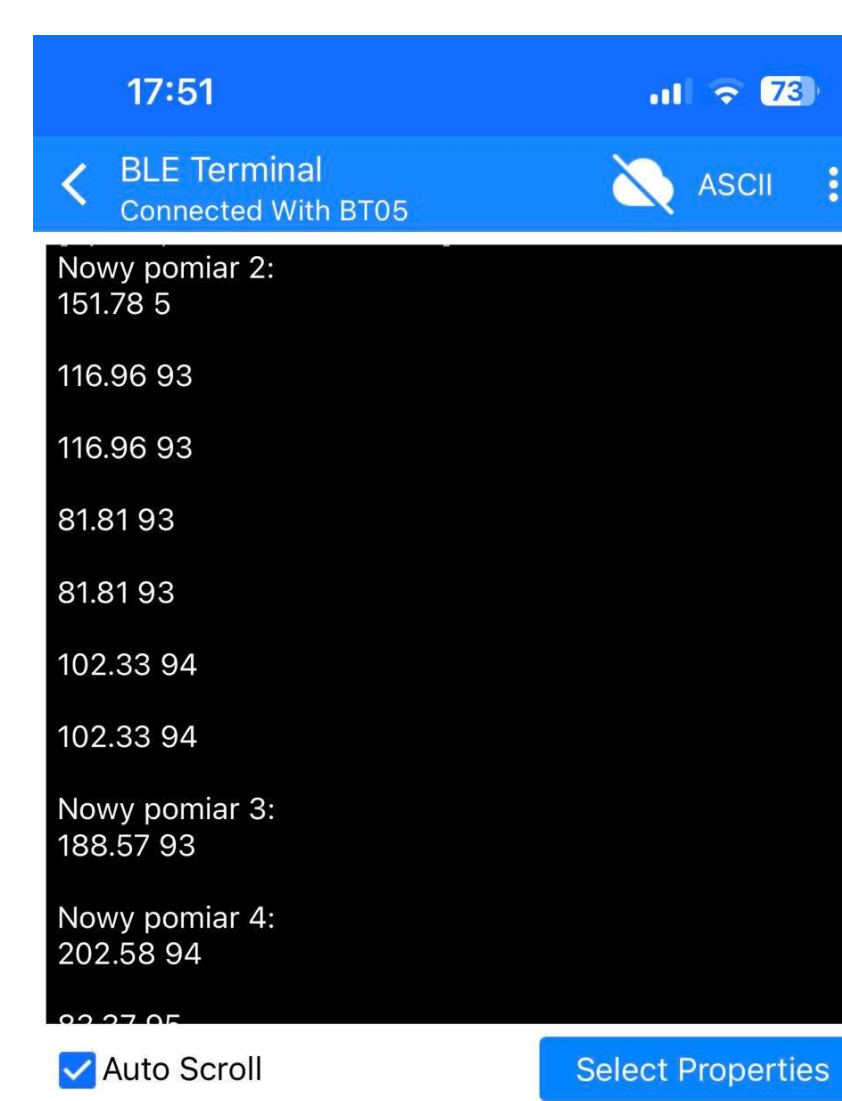 17:51
73
BLE Terminal
Connected With BT05
ASCII
Nowy pomiar 2:
151.78 5
116.96 93
116.96 93
81.81 93
81.81 93
102.33 94
102.33 94
Nowy pomiar 3:
188.57 93
Nowy pomiar 4:
202.58 94
Auto Scroll
Select Properties